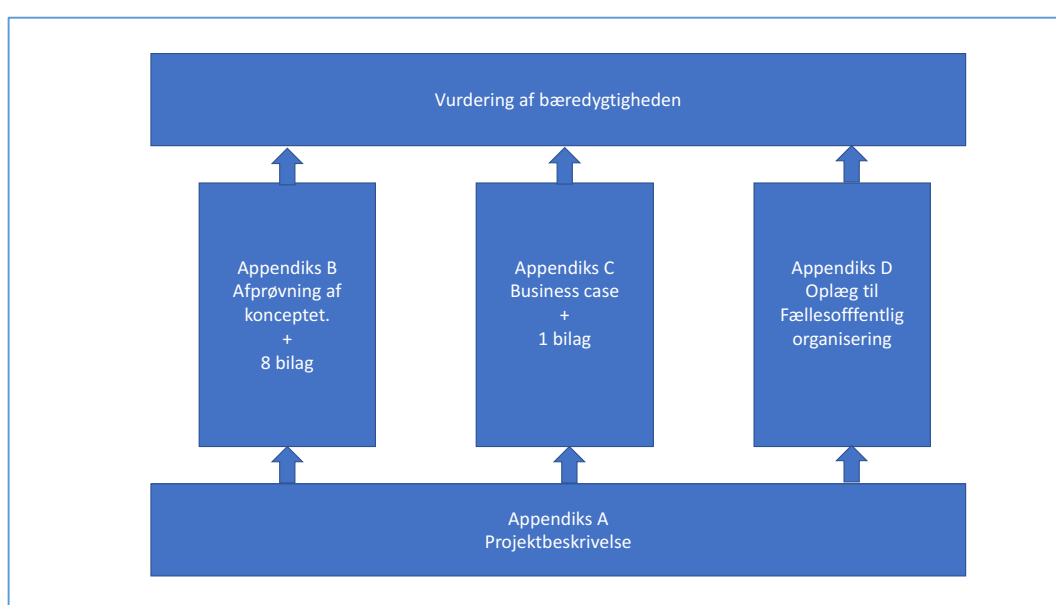 Vurdering af bæredygtigheden
Appendiks B
Afprøvning af
konceptet.
+
8 bilag
Appendiks C
Business case
+
1 bilag
Appendiks D
Oplæg til
Fællesofffentlig
organisering
Appendiks A
Projektbeskrivelse